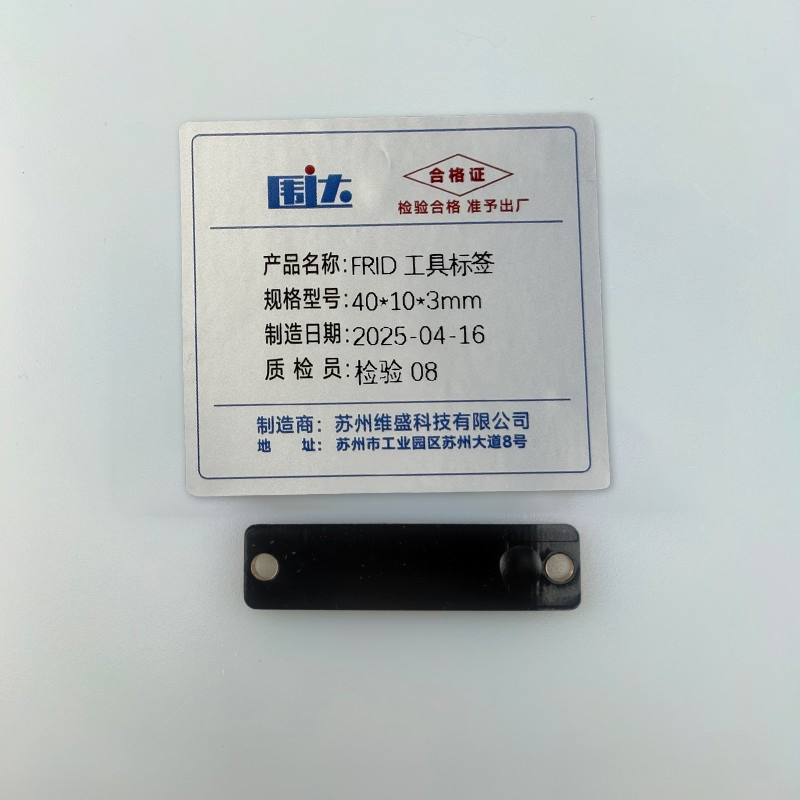 围达
合格证
检验合格 准予出厂
产品名称:FRID 工具标签
规格型号:40*10*3mm
制造日期:2025-04-16
质检员:检验 08
制造商:苏州维盛科技有限公司
地址:苏州市工业园区苏州大道8号